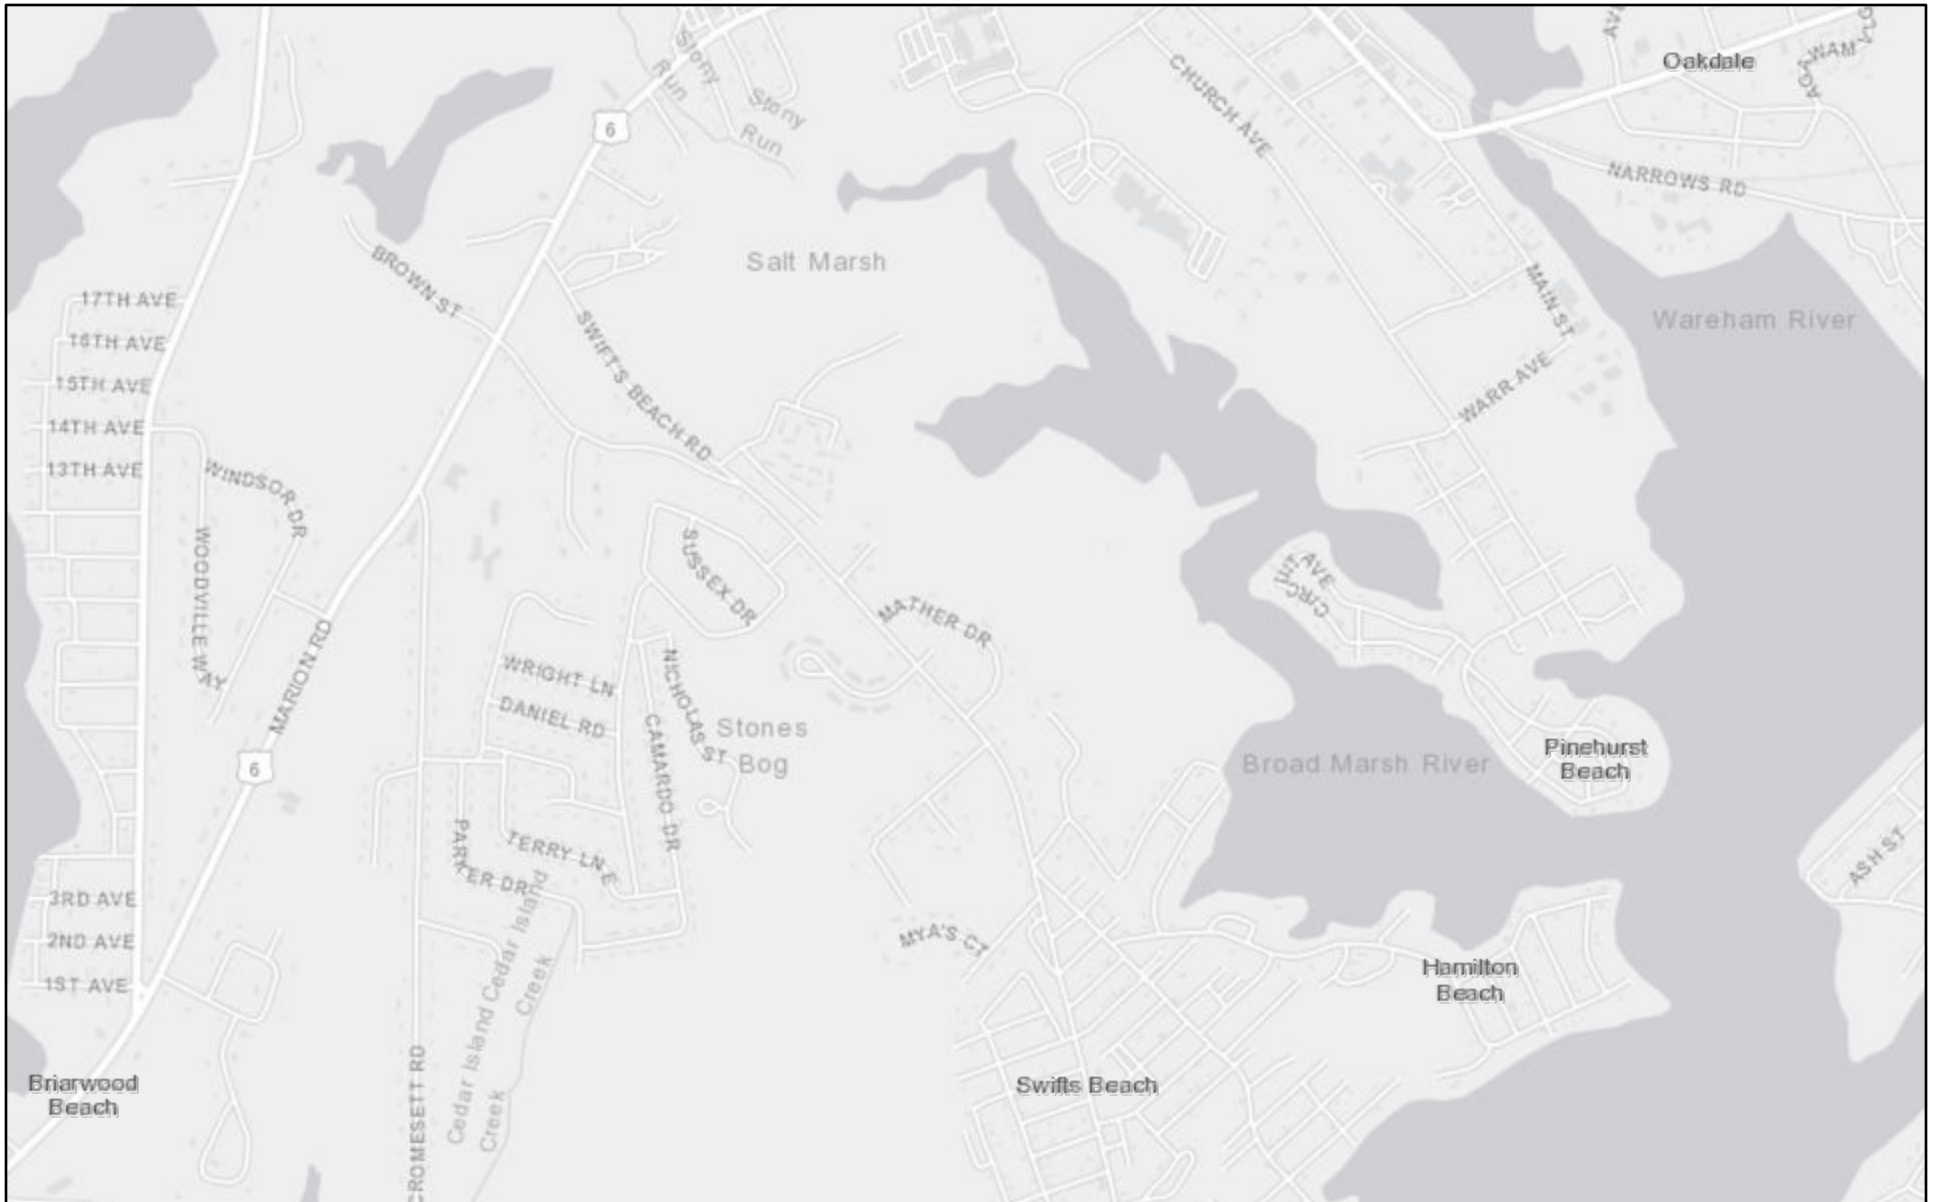 Oakdale
WAM
CHURCH AVE
Stony
Run
Stony
Run
6
NARROWS RD
Salt Marsh
BROWN ST
17TH AVE
16TH AVE
15TH AVE
14TH AVE
13TH AVE
SWIFT'S BEACH RD
MAIN ST
Wareham River
WARR AVE
WINDSOR DR
WOODVILLE WAY
MARION RD
SUSSEX DR
MATHER DR
CIRCUIT
AVE
WRIGHT LN
DANIEL RD
NICHOLAS ST
CAMARDO DR
Stones
Bog
Broad Marsh River
Pinehurst
Beach
6
PARKER DR
TERRY LN E
ASH ST
3RD AVE
2ND AVE
1ST AVE
MYA'S CT
Hamilton
Beach
Cedar Island Cedar Island
Creek
Creek
CROMESETT RD
Briarwood
Beach
Swifts Beach